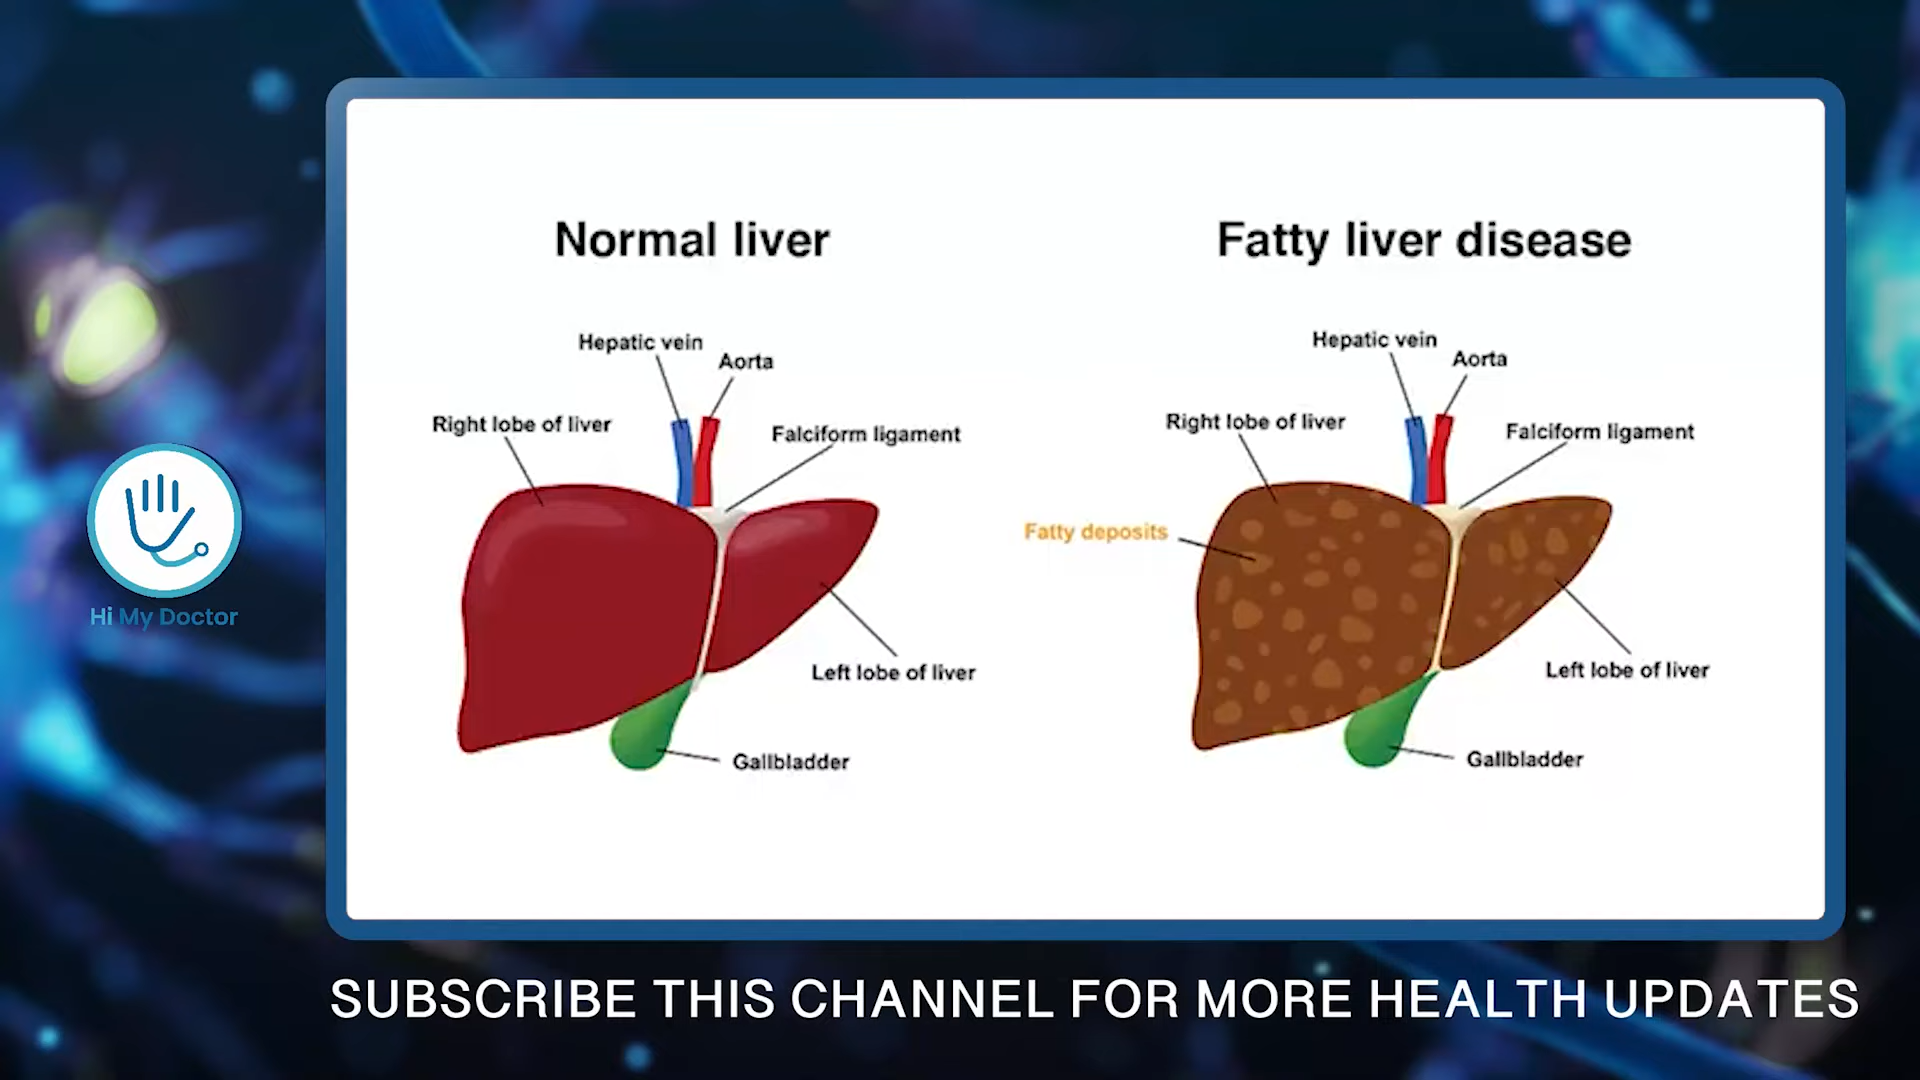 Normal liver
Hepatic vein
Aorta
Right lobe of liver
Falciform ligament
Left lobe of liver
Gallbladder
Fatty liver disease
Hepatic vein
Aorta
Right lobe of liver
Falciform ligament
Fatty deposits
Left lobe of liver
Gallbladder
Hi My Doctor
SUBSCRIBE THIS CHANNEL FOR MORE HEALTH UPDATES